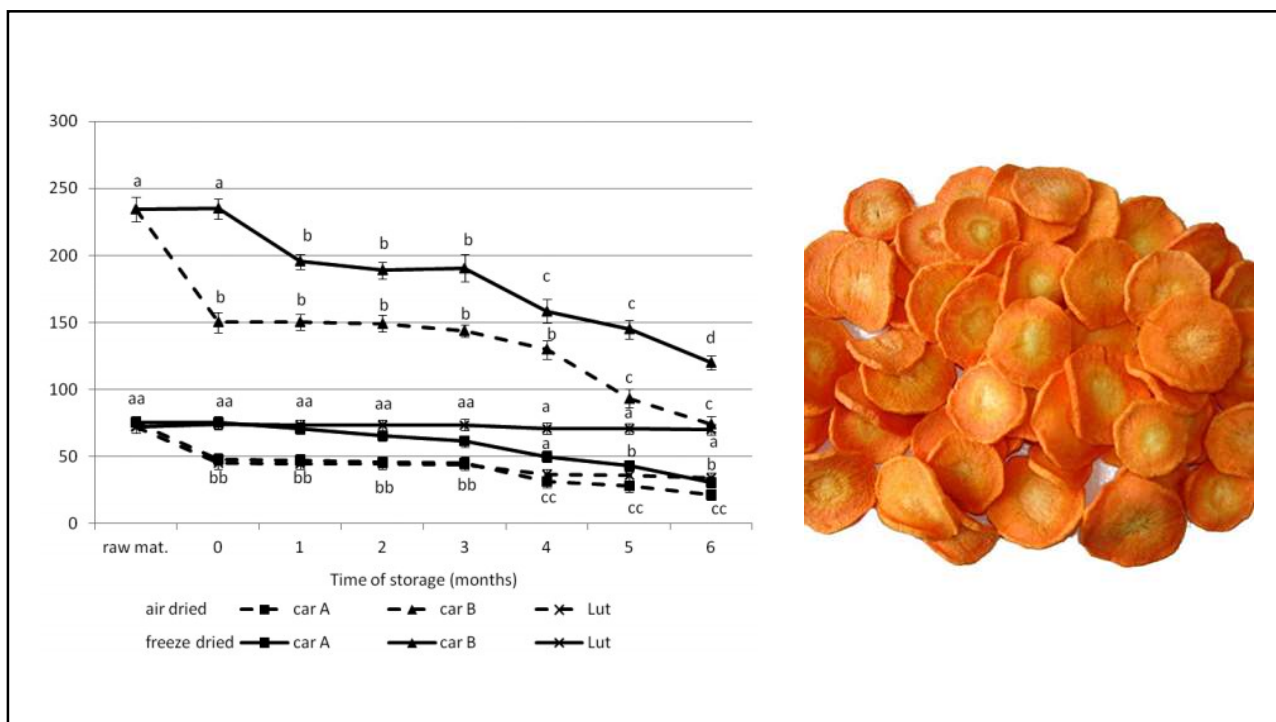 300
250
a a
b b b
200
c c
b b b b b d
150
c
100
aa aa aa aa aa a a c
a b a
50
bb bb bb bb b
cc cc cc
0
raw mat. 0 1 2 3 4 5 6
Time of storage (months)
air dried car A car B Lut
freeze dried car A car B Lut